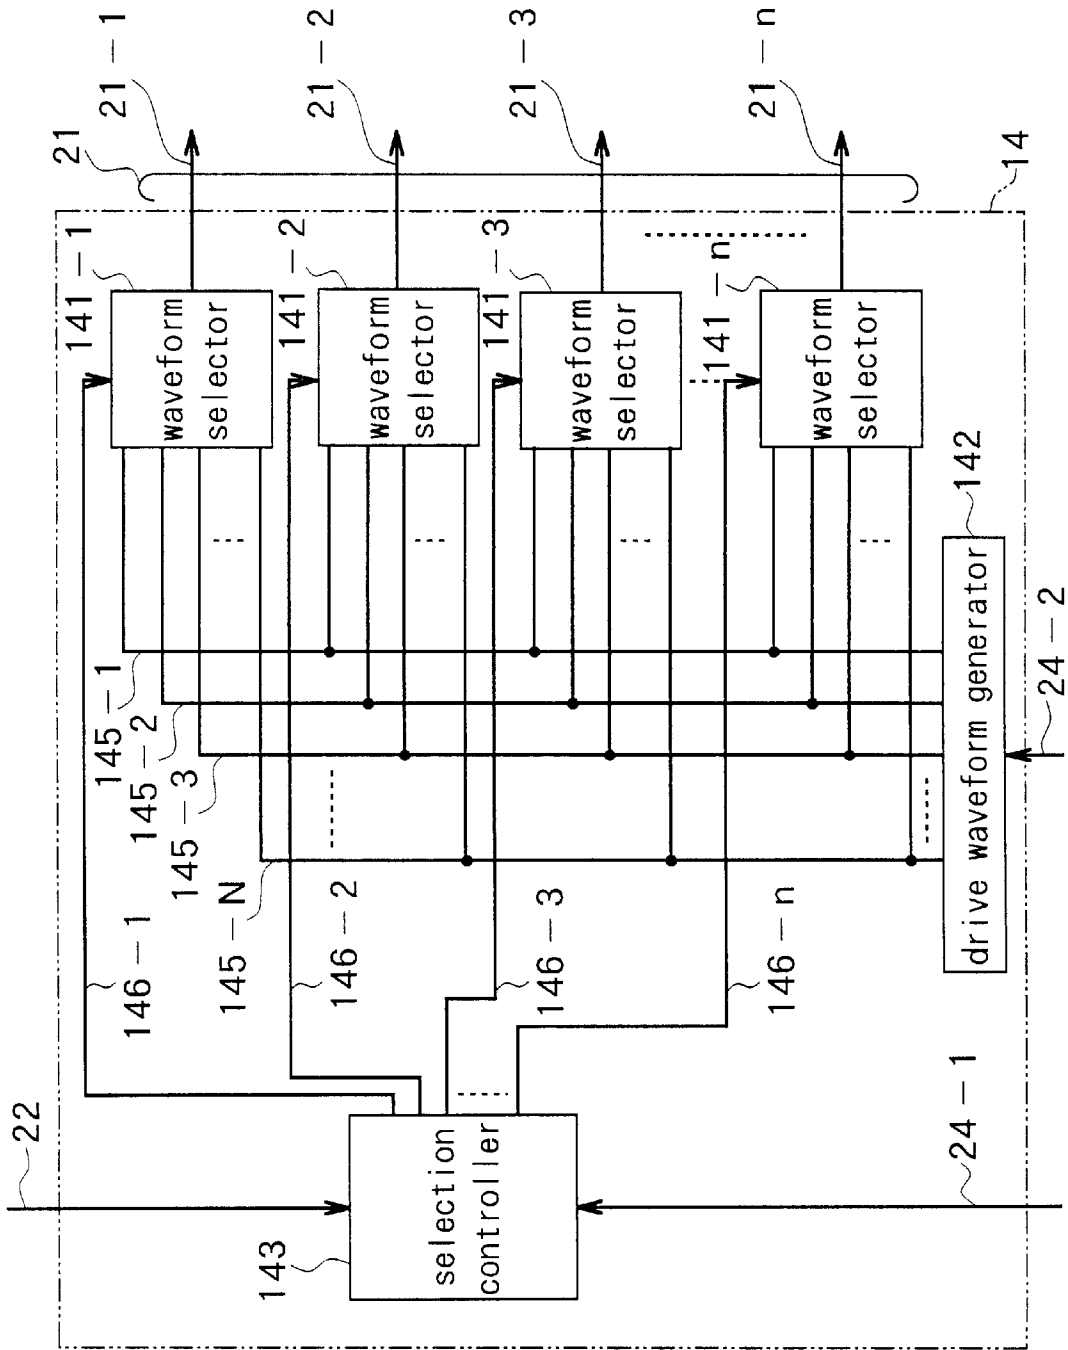 22
143
selection
controller
24-1
146-1
146-2
146-3
146-n
145-1
145-2
145-3
145-N
drive waveform generator
142
24-2
141-1
waveform
selector
141-2
waveform
selector
141-3
waveform
selector
141-n
waveform
selector
14
21
21-1
21-2
21-3
21-n